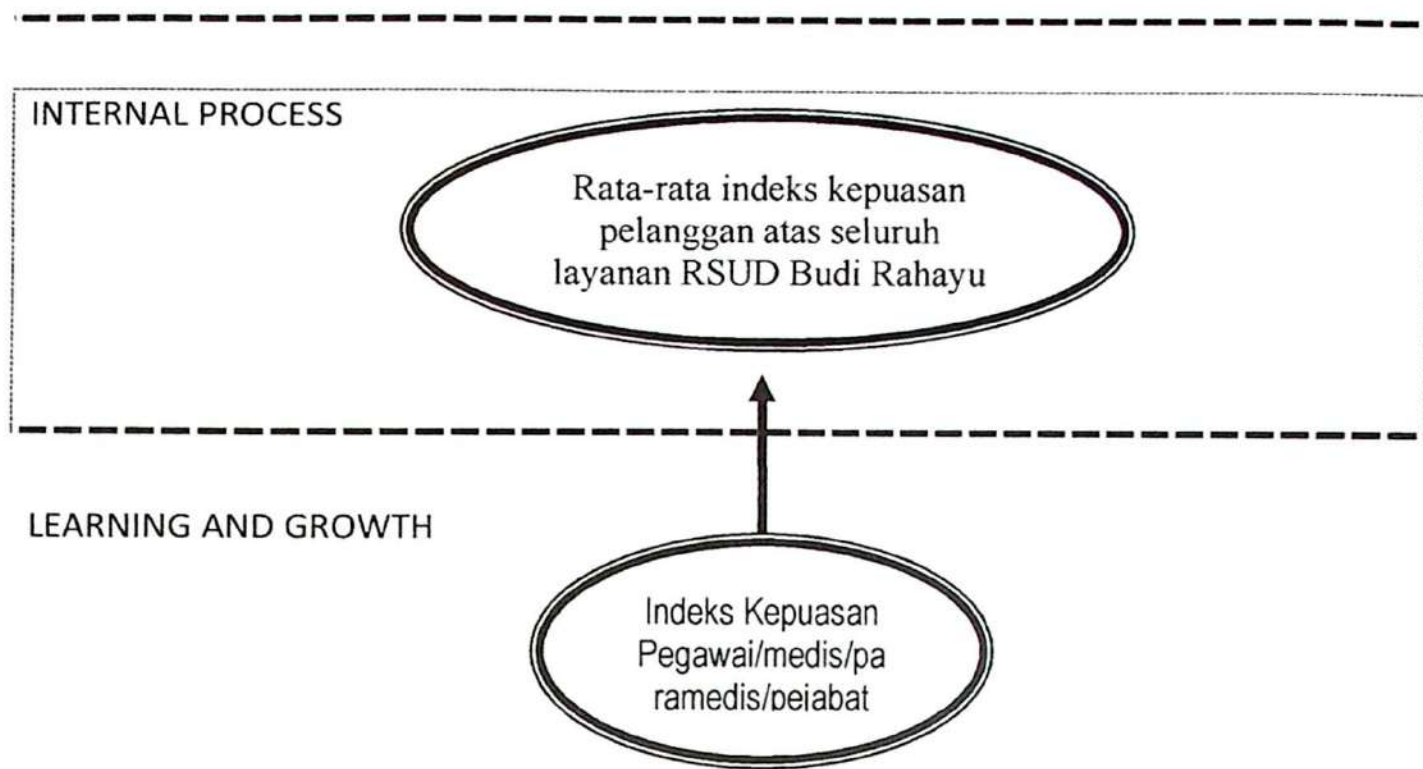 INTERNAL PROCESS
Rata-rata indeks kepuasan
pelanggan atas seluruh
layanan RSUD Budi Rahayu
LEARNING AND GROWTH
Indeks Kepuasan
Pegawai/medis/pa
ramedis/pejabat